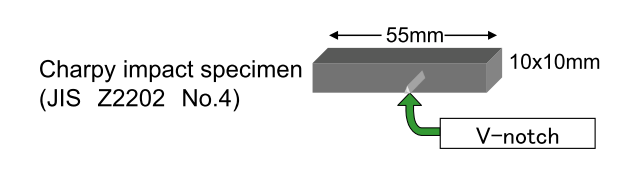 55mm
10x10mm
Charpy impact specimen
(JIS Z2202 No.4)
V-notch